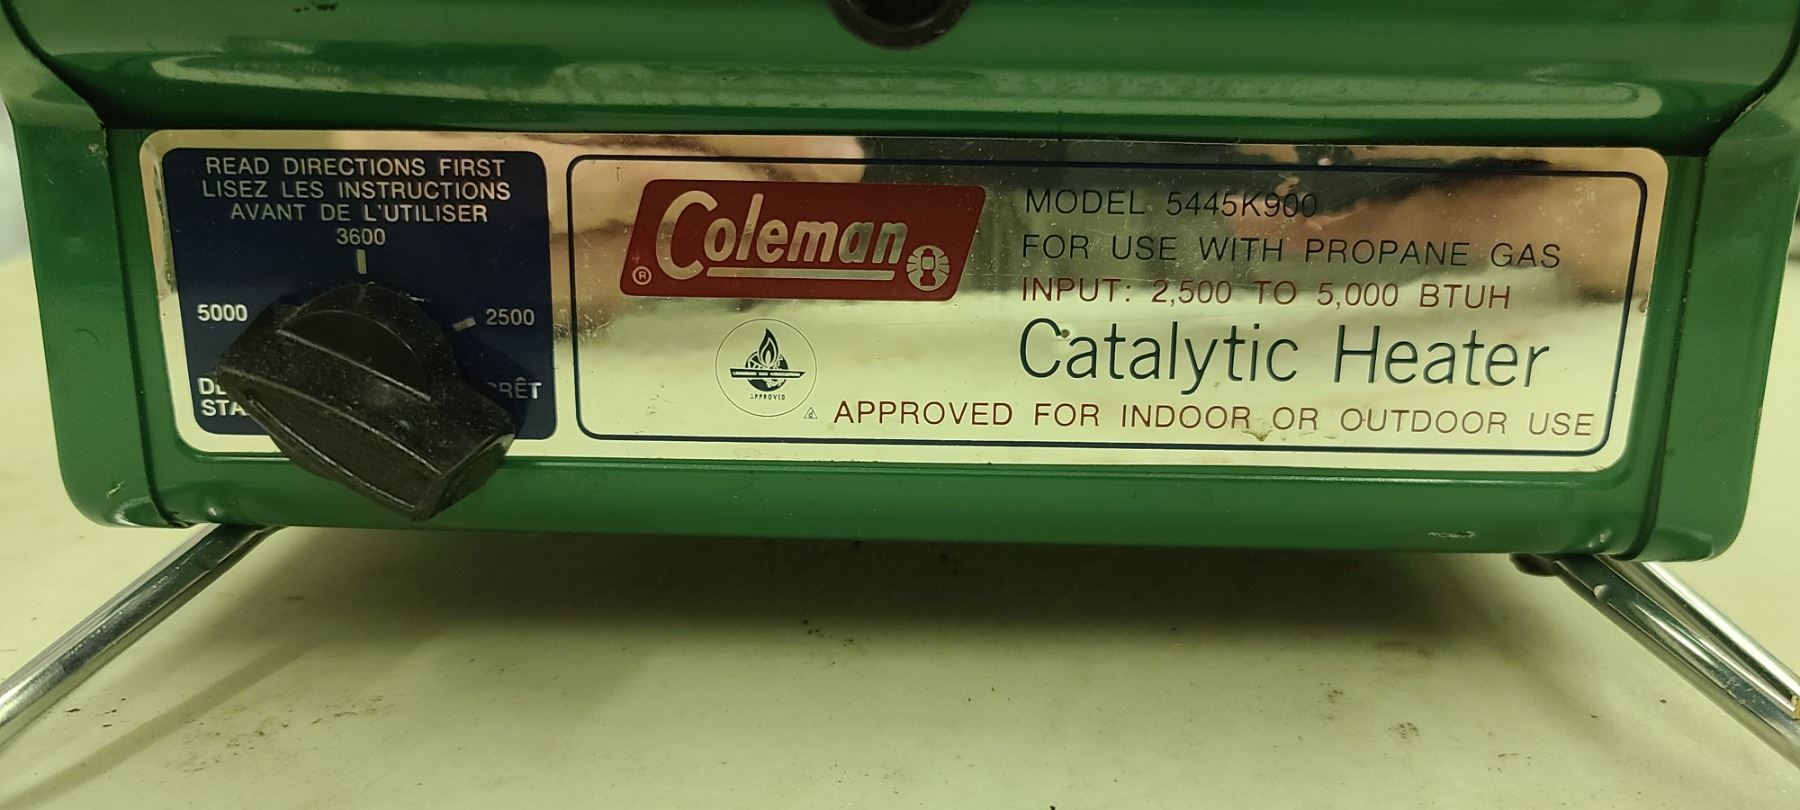 READ DIRECTIONS FIRST
LISEZ LES INSTRUCTIONS
AVANT DE L'UTILISER
3600
5000
2500
® Coleman
MODEL 5445K900
FOR USE WITH PROPANE GAS
INPUT: 2,500 TO 5,000 BTUH
Catalytic Heater
APPROVED
APPROVED FOR INDOOR OR OUTDOOR USE